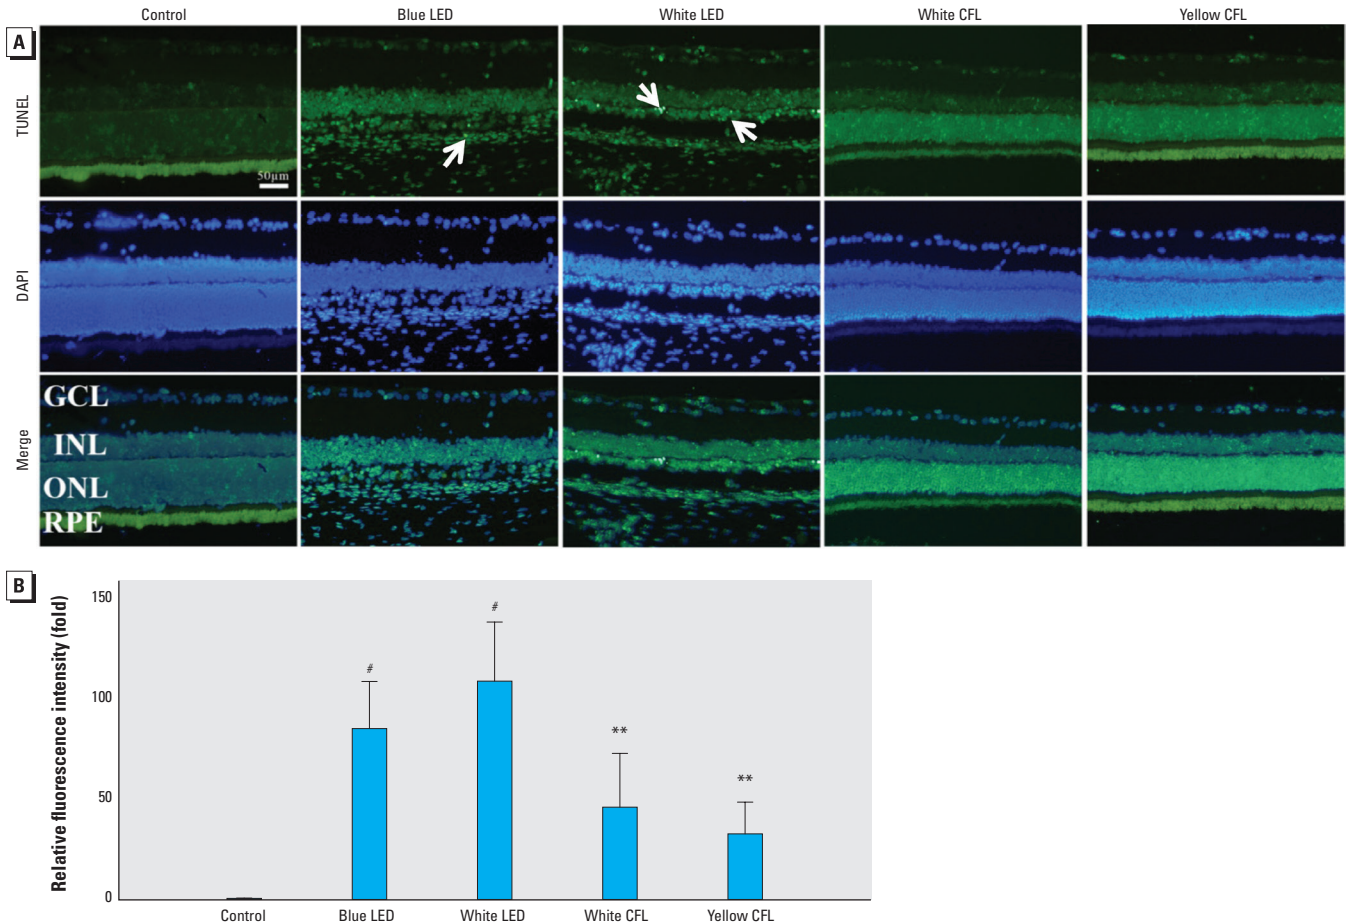 Control Blue LED White LED White CFL Yellow CFL
A
TUNEL
50µm
DAPI
Merge
GCL
INL
ONL
RPE
B
Relative fluorescence intensity (fold)
150
100
50
0
#
#
**
**
Control Blue LED White LED White CFL Yellow CFL